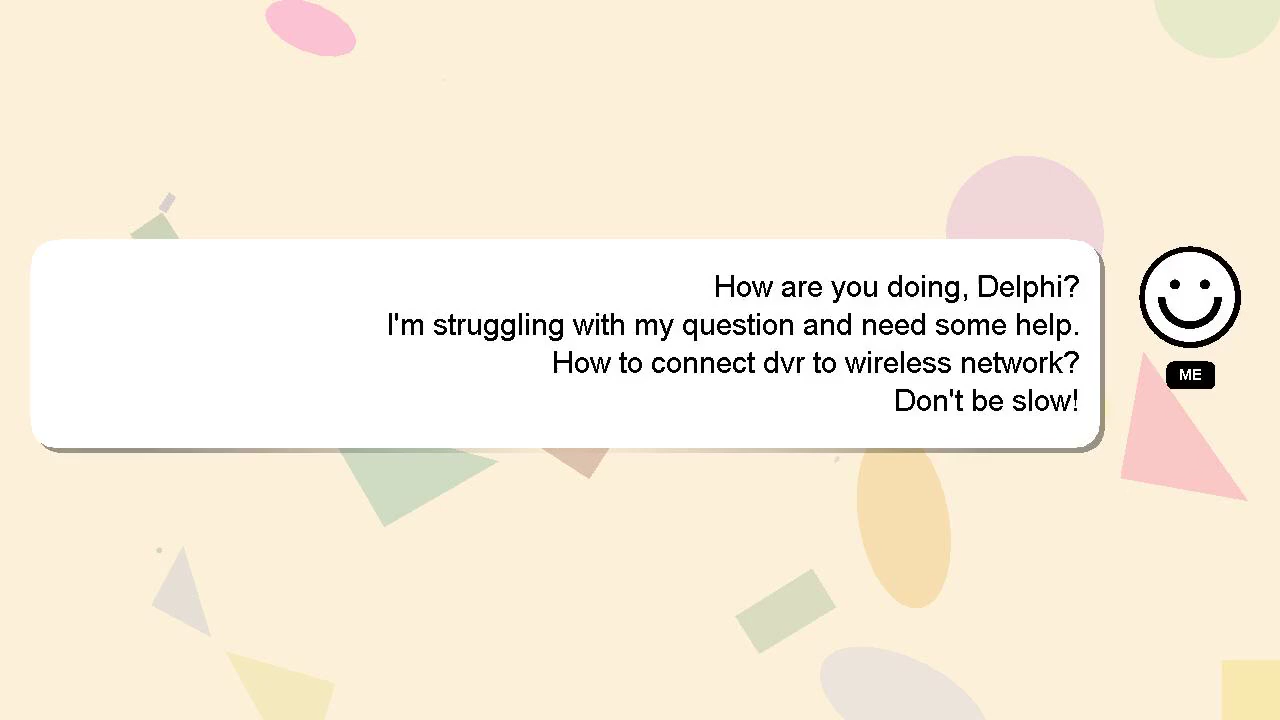 How are you doing, Delphi?
I'm struggling with my question and need some help.
How to connect dvr to wireless network?
Don't be slow!
ME